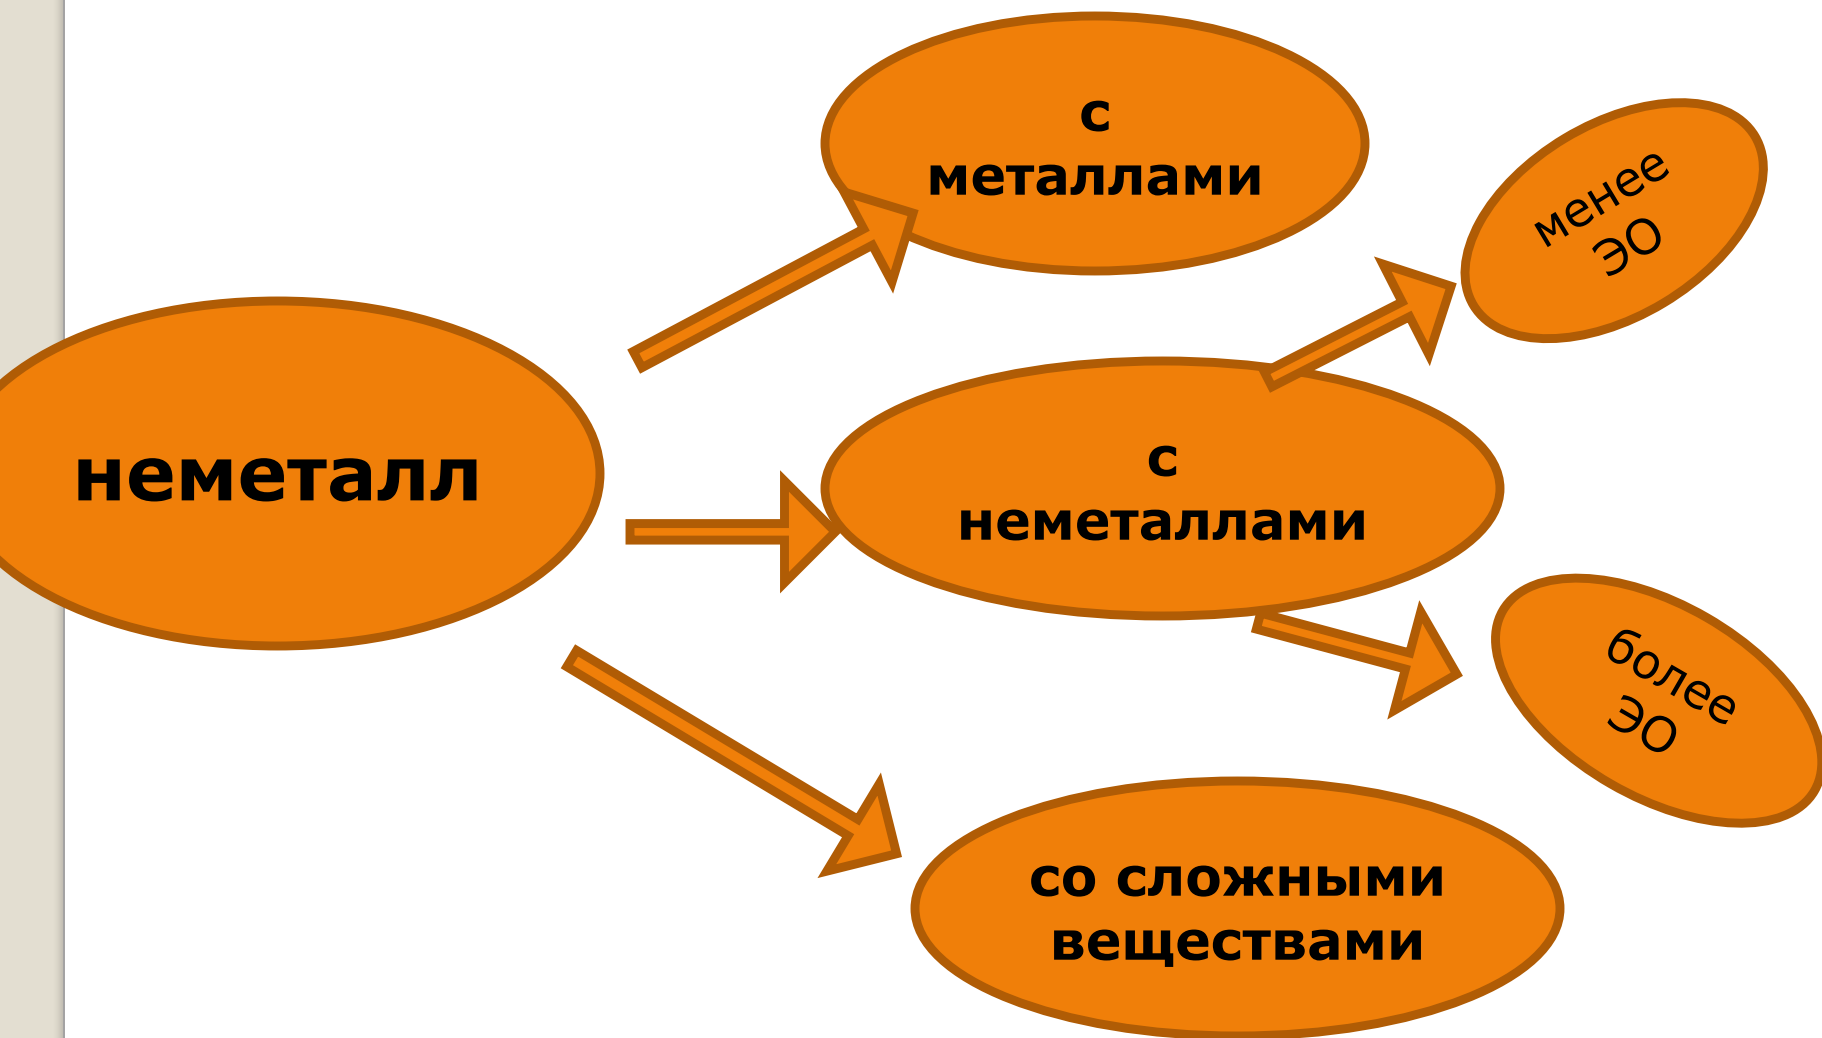 неметалл
с
металлами
с
неметаллами
менее
ЭО
более
ЭО
со сложными
веществами